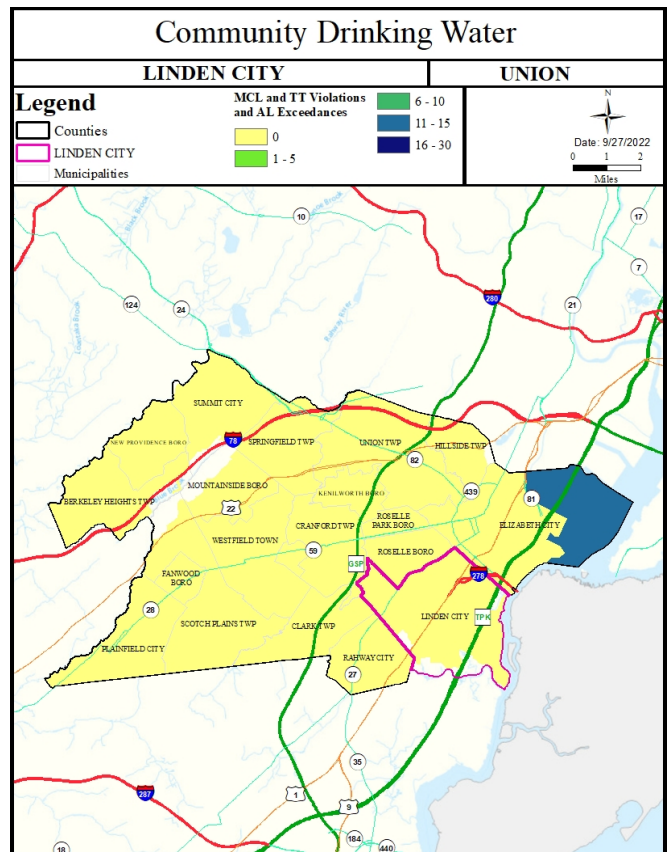 Community Drinking Water
LINDEN CITY
UNION
Legend
Counties
LINDEN CITY
Municipalities
MCL and TT Violations
and AL Exceedances
0
1 - 5
6 - 10
11 - 15
16 - 30
N
Date: 9/27/2022
0 1 2
Miles
10
17
7
280
124
24
21
Rahway River
SUMMIT CITY
NEW PROVIDENCE BORO
78
SPRINGFIELD TWP
UNION TWP
HILLSIDE TWP
82
BERKELEY HEIGHTS TWP
MOUNTAINSIDE BORO
KENILWORTH BORO
439
81
22
ROSELLE
PARK BORO
CRANFORD TWP
ELIZABETH CITY
WESTFIELD TOWN
59
ROSELLE BORO
GSP
278
FANWOOD
BORO
28
LINDEN CITY
TPK
SCOTCH PLAINS TWP
CLARK TWP
PLAINFIELD CITY
RAHWAY CITY
27
35
287
1
9
184
440
18